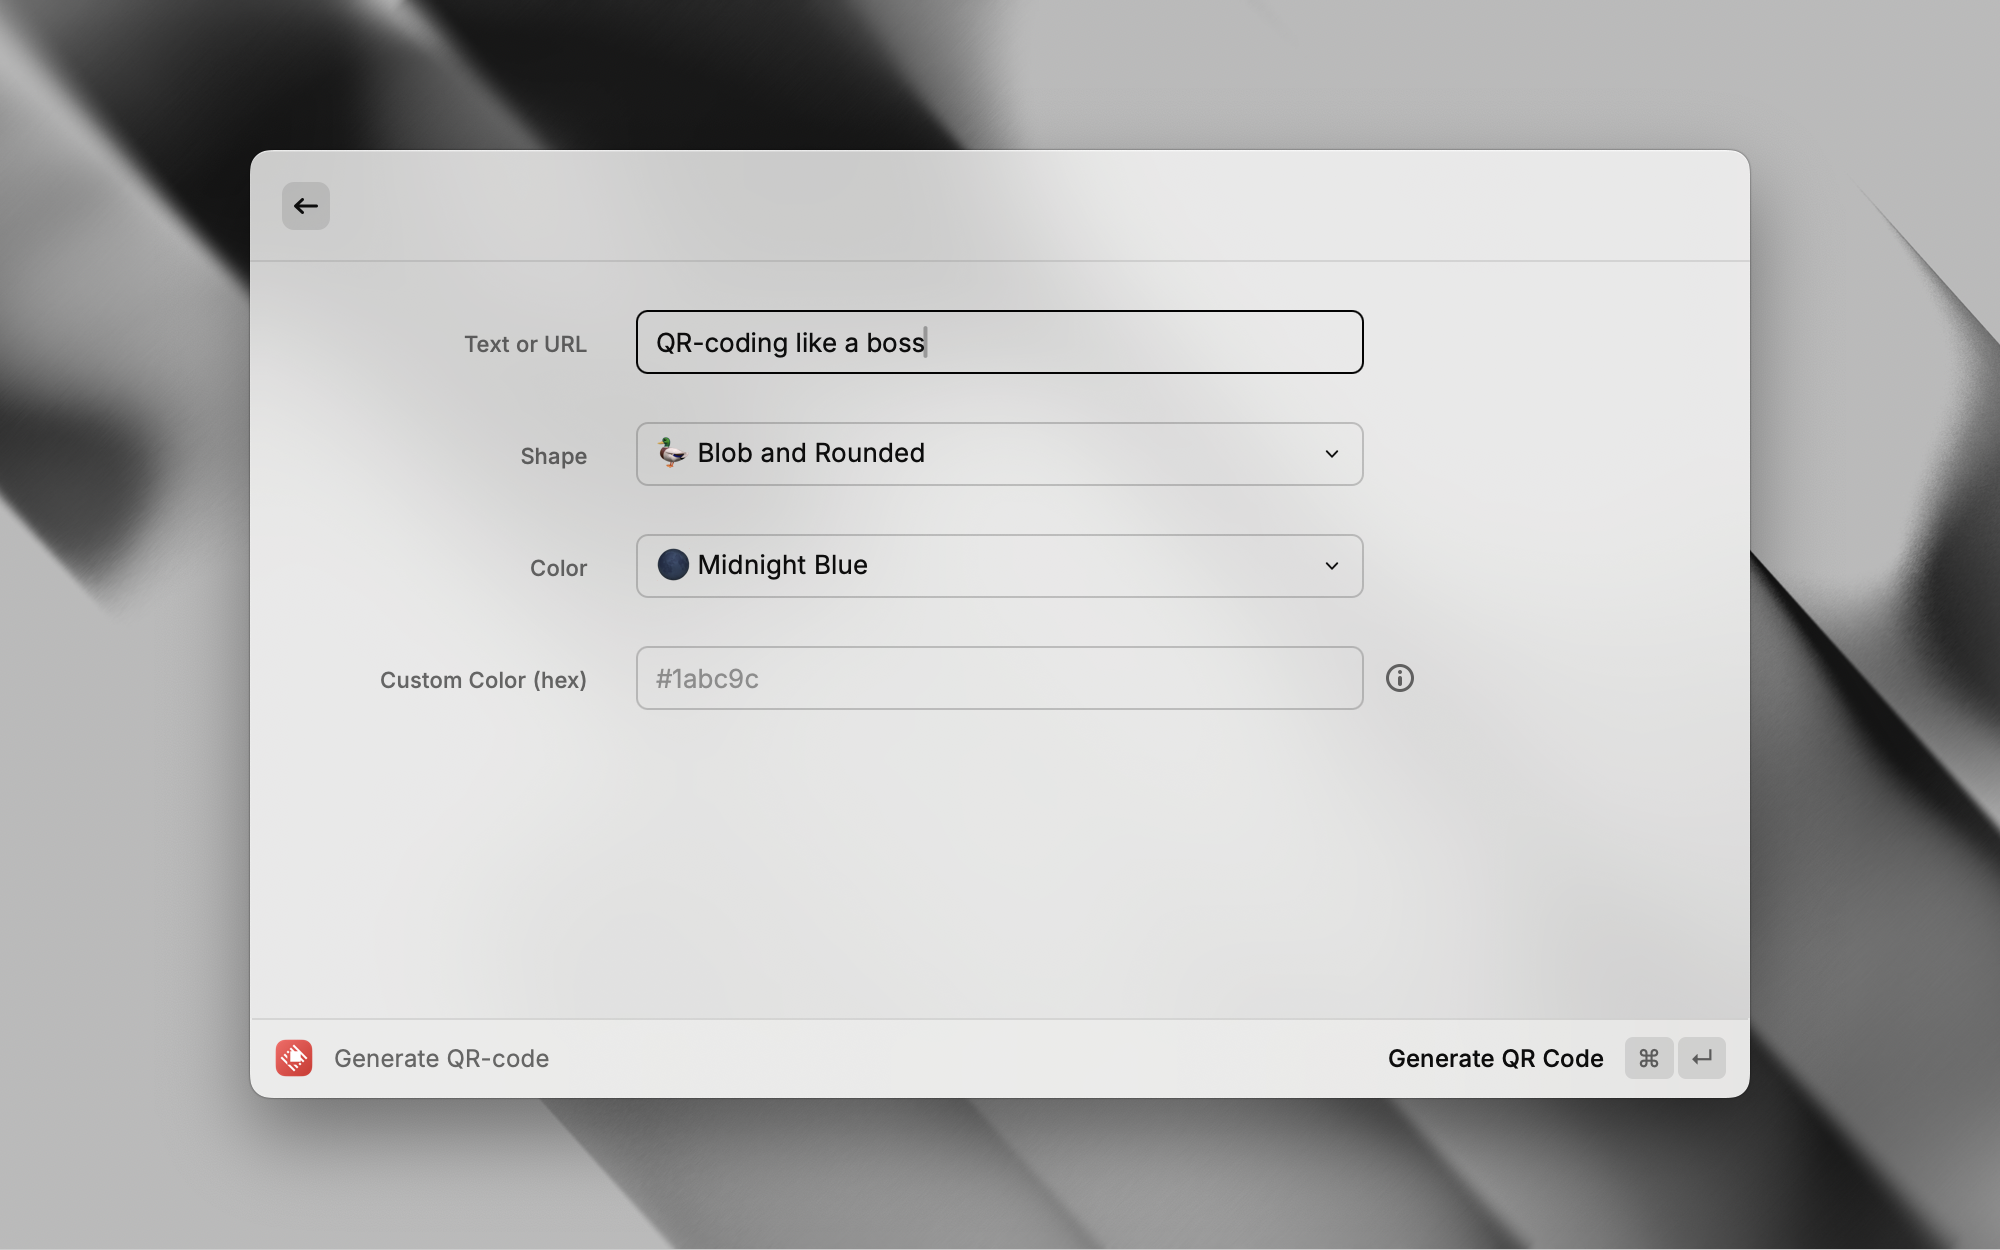 Text or URL
QR-coding like a boss
Shape
🦆 Blob and Rounded
Color
🌑 Midnight Blue
Custom Color (hex)
#1abc9c
Generate QR-code
Generate QR Code ⌘ ↵